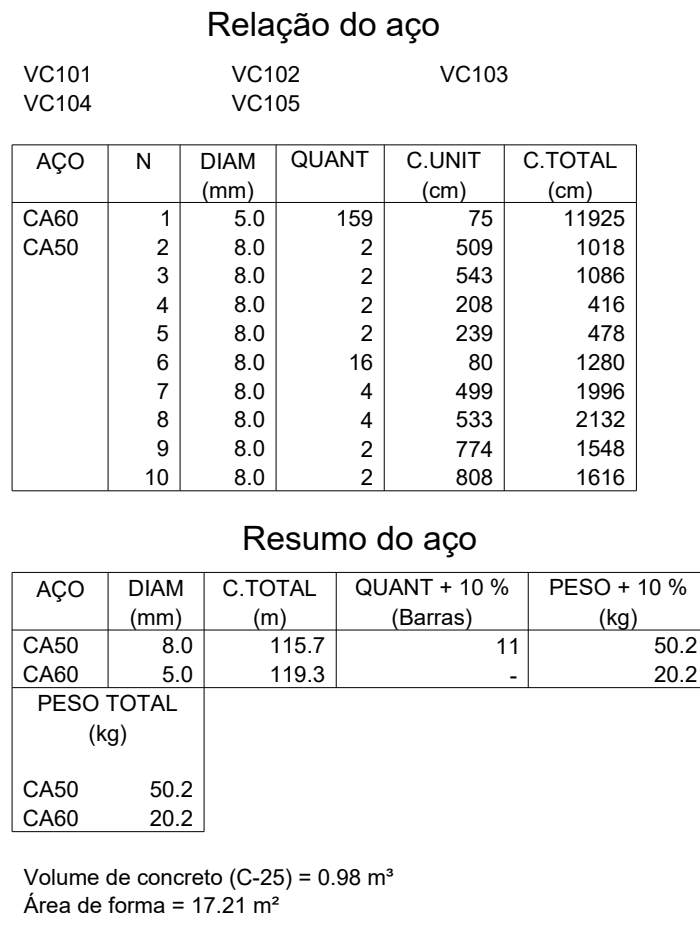 Relação do aço
VC101 VC102 VC103
VC104 VC105
AÇO N DIAM QUANT C.UNIT C.TOTAL
(mm) (cm) (cm)
CA60 1 5.0 159 75 11925
CA50 2 8.0 2 509 1018
3 8.0 2 543 1086
4 8.0 2 208 416
5 8.0 2 239 478
6 8.0 16 80 1280
7 8.0 4 499 1996
8 8.0 4 533 2132
9 8.0 2 774 1548
10 8.0 2 808 1616
Resumo do aço
AÇO DIAM C.TOTAL QUANT + 10 % PESO + 10 %
(mm) (m) (Barras) (kg)
CA50 8.0 115.7 11 50.2
CA60 5.0 119.3 - 20.2
PESO TOTAL
(kg)
CA50 50.2
CA60 20.2
Volume de concreto (C-25) = 0.98 m³
Área de forma = 17.21 m²